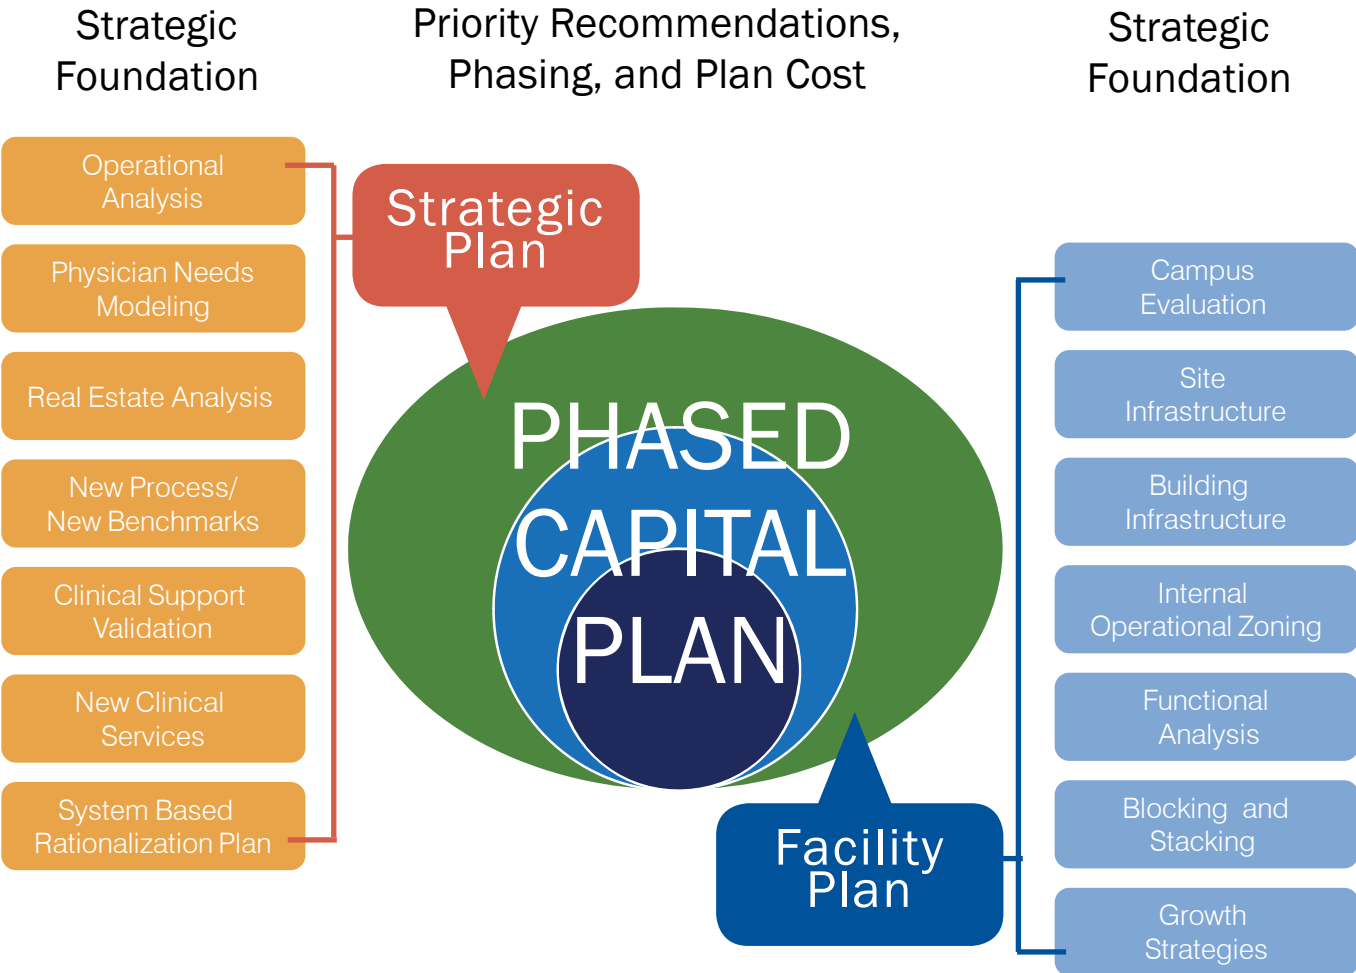 Strategic
Foundation
Priority Recommendations,
Phasing, and Plan Cost
Strategic
Foundation
Operational
Analysis
Physician Needs
Modeling
Real Estate Analysis
New Process/
New Benchmarks
Clinical Support
Validation
New Clinical
Services
System Based
Rationalization Plan
Strategic
Plan
PHASED
CAPITAL
PLAN
Facility
Plan
Campus
Evaluation
Site
Infrastructure
Building
Infrastructure
Internal
Operational Zoning
Functional
Analysis
Blocking and
Stacking
Growth
Strategies